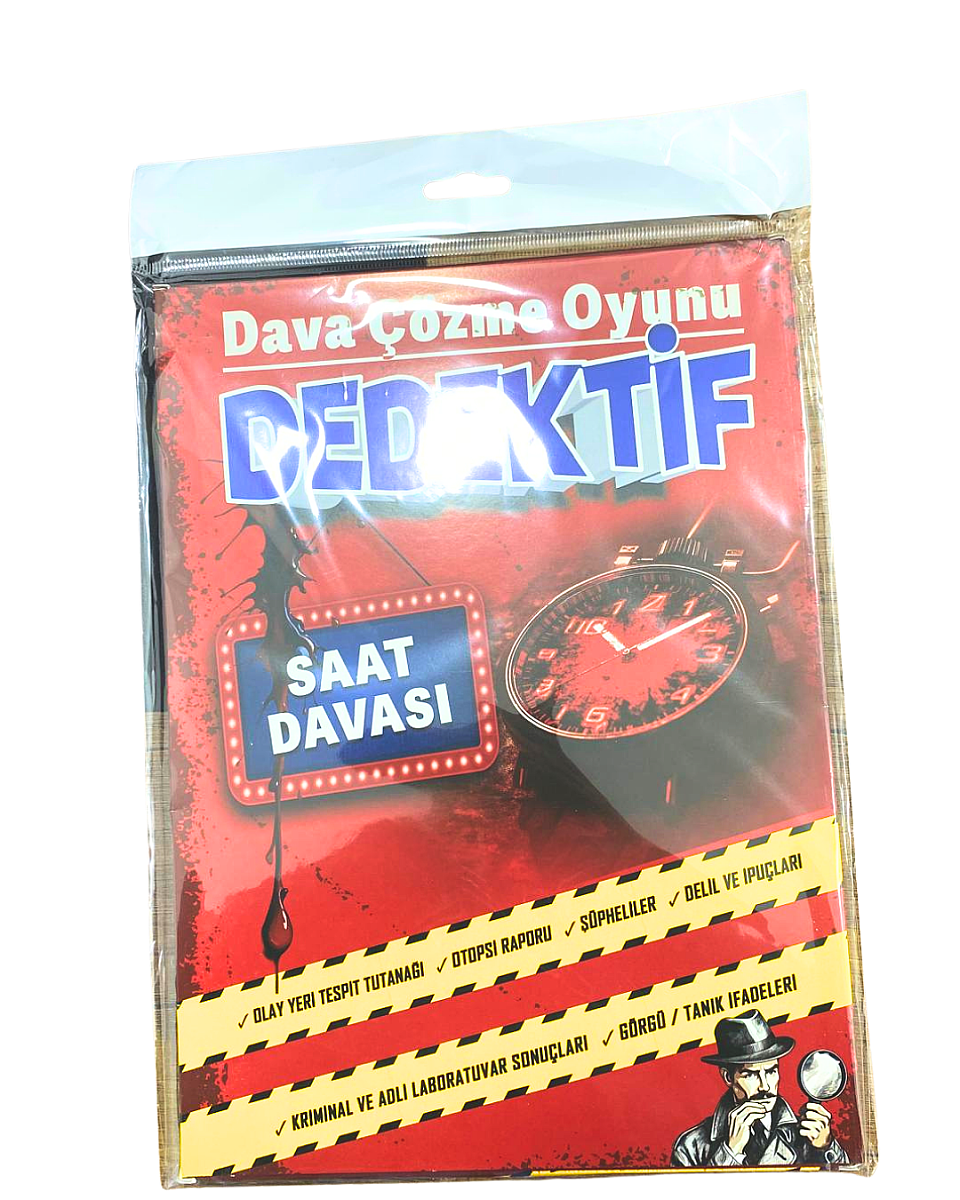 Dava Çözme Oyunu
DEDEKTİF
SAAT
DAVASI
✓ OLAY YERİ TESPİT TUTANAĞI ✓ OTOPSİ RAPORU ✓ ŞÜPHELİLER ✓ DELİL VE İPUÇLARI
✓ KRİMİNAL VE ADLİ LABORATUVAR SONUÇLARI ✓ GÖRGÜ / TANIK İFADELERİ